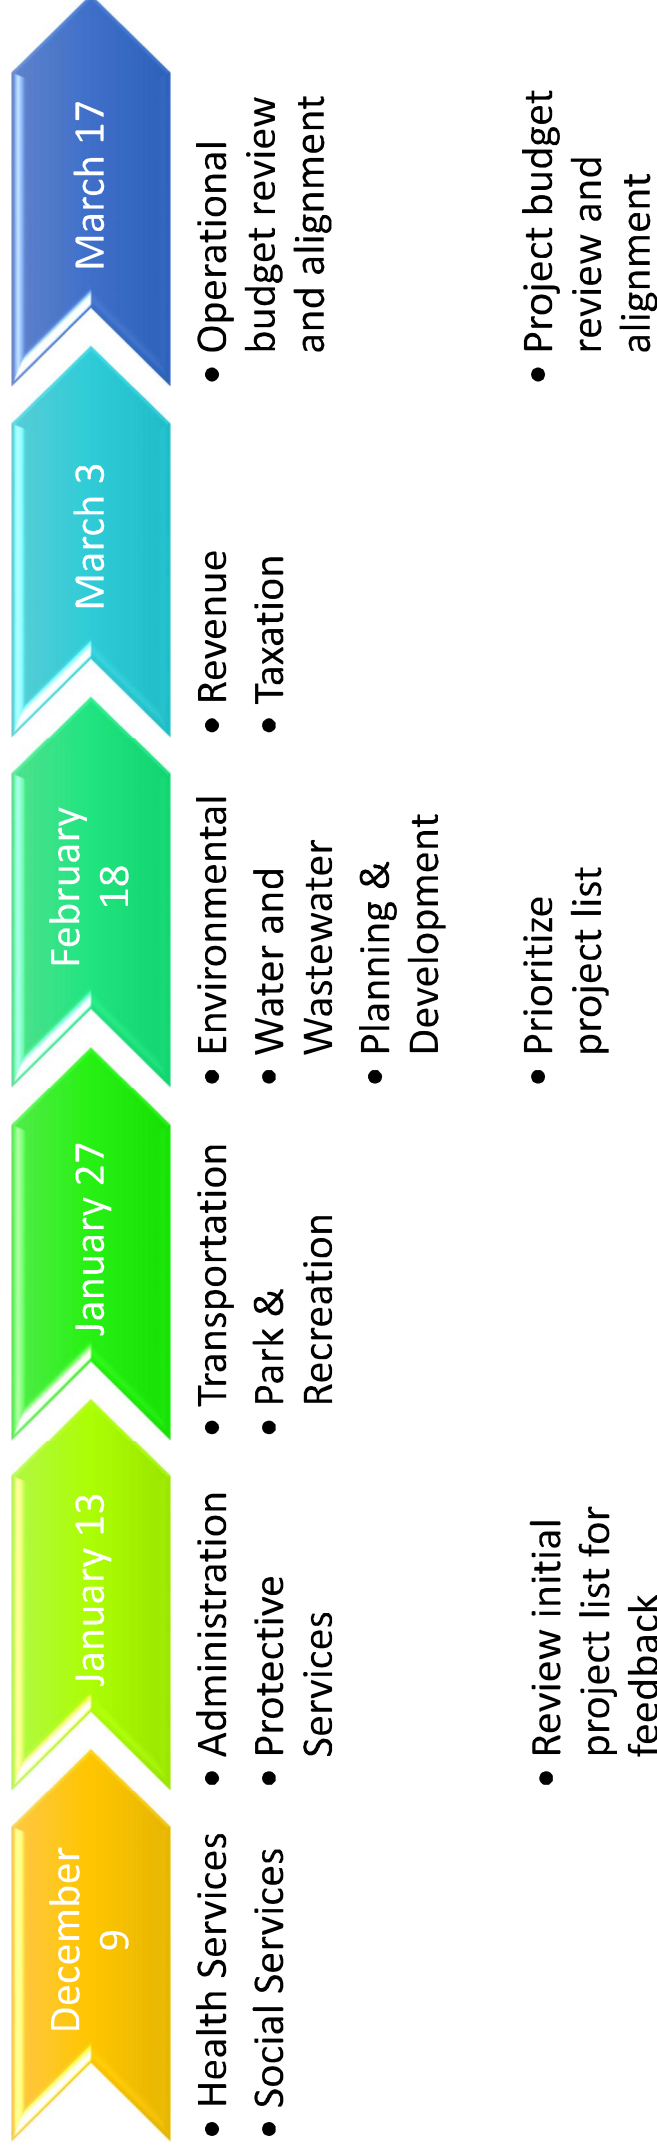 December
9
• Health Services
• Social Services
January 13
• Administration
• Protective
Services
• Review initial
project list for
feedback
January 27
• Transportation
• Park &
Recreation
February
18
• Environmental
• Water and
Wastewater
• Planning &
Development
• Prioritize
project list
March 3
• Revenue
• Taxation
March 17
• Operational
budget review
and alignment
• Project budget
review and
alignment